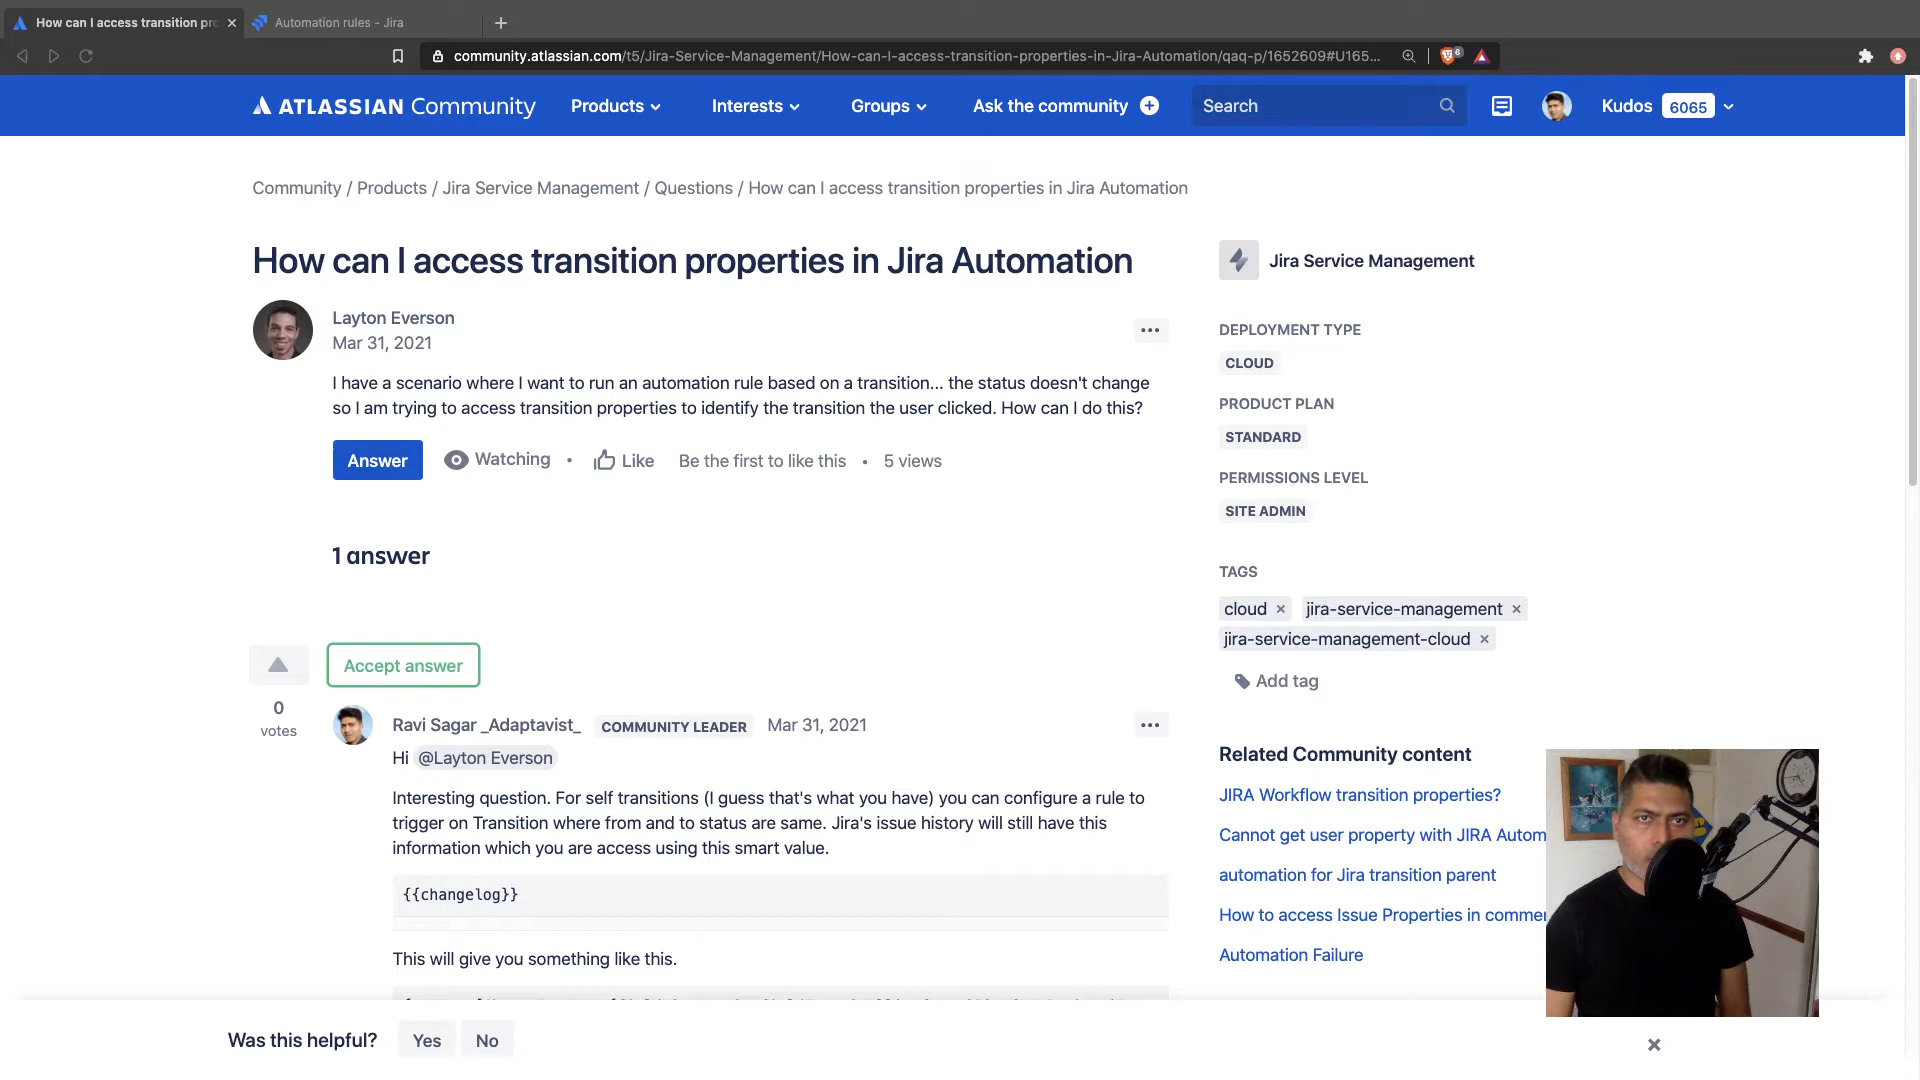 How can I access transition pr
Automation rules - Jira
community.atlassian.com/t5/Jira-Service-Management/How-can-I-access-transition-properties-in-Jira-Automation/qaq-p/1652609#U165...
6
ATLASSIAN Community
Products
Interests
Groups
Ask the community
Search
Kudos 6065
Community / Products / Jira Service Management / Questions / How can I access transition properties in Jira Automation
How can I access transition properties in Jira Automation
Layton Everson
Mar 31, 2021
I have a scenario where I want to run an automation rule based on a transition... the status doesn't change
so I am trying to access transition properties to identify the transition the user clicked. How can I do this?
Answer
Watching
• Like
Be the first to like this • 5 views
1 answer
Accept answer
0
votes
Ravi Sagar _Adaptavist_ COMMUNITY LEADER Mar 31, 2021
Hi @Layton Everson
Interesting question. For self transitions (I guess that's what you have) you can configure a rule to
trigger on Transition where from and to status are same. Jira's issue history will still have this
information which you are access using this smart value.
{{changelog}}
This will give you something like this.
Jira Service Management
DEPLOYMENT TYPE
CLOUD
PRODUCT PLAN
STANDARD
PERMISSIONS LEVEL
SITE ADMIN
TAGS
cloud × jira-service-management ×
jira-service-management-cloud ×
Add tag
Related Community content
JIRA Workflow transition properties?
Cannot get user property with JIRA Autom
automation for Jira transition parent
How to access Issue Properties in commen
Automation Failure
Was this helpful? Yes No